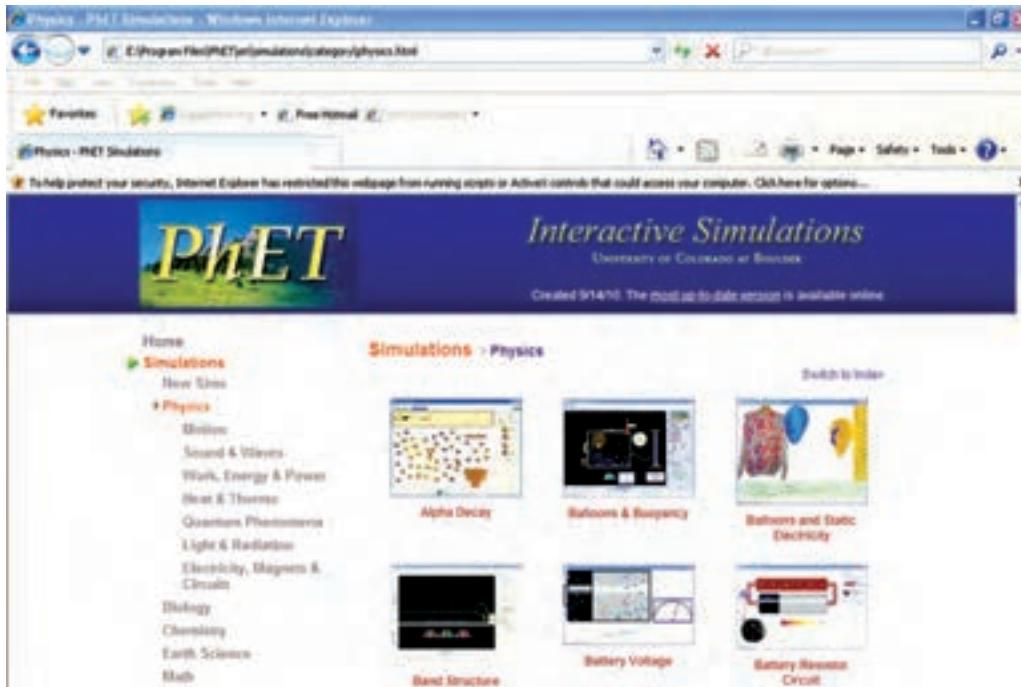 Physics - PhET Simulations - Windows Internet Explorer
Favorites Free Hotmail
Physics - PhET Simulations
Page Safety Tools
To help protect your security, Internet Explorer has restricted this webpage from running scripts or ActiveX controls that could access your computer. Click here for options...
PhET
Interactive Simulations
University of Colorado at Boulder
Created 9/14/10. The most up-to-date version is available online
Home
Simulations
New Sims
Physics
Motion
Sound & Waves
Work, Energy & Power
Heat & Thermo
Quantum Phenomena
Light & Radiation
Electricity, Magnets &
Circuits
Biology
Chemistry
Earth Science
Math
Simulations > Physics
Switch to Index
Alpha Decay
Balloons & Buoyancy
Balloons and Static
Electricity
Band Structure
Battery Voltage
Battery Resistor
Circuit